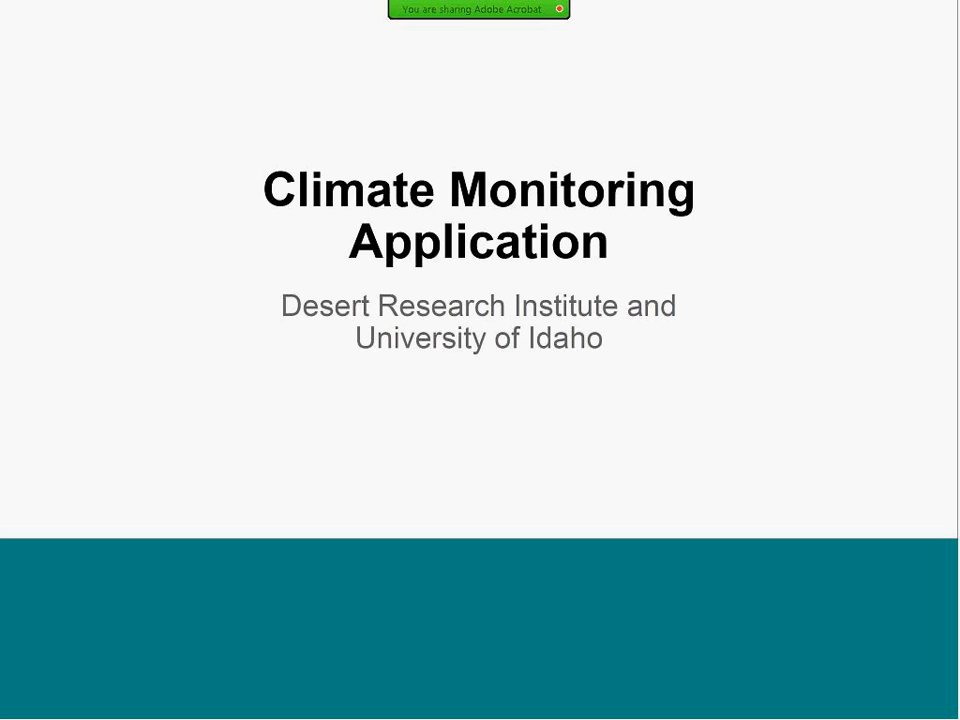 You are sharing Adobe Acrobat
Climate Monitoring
Application
Desert Research Institute and
University of Idaho